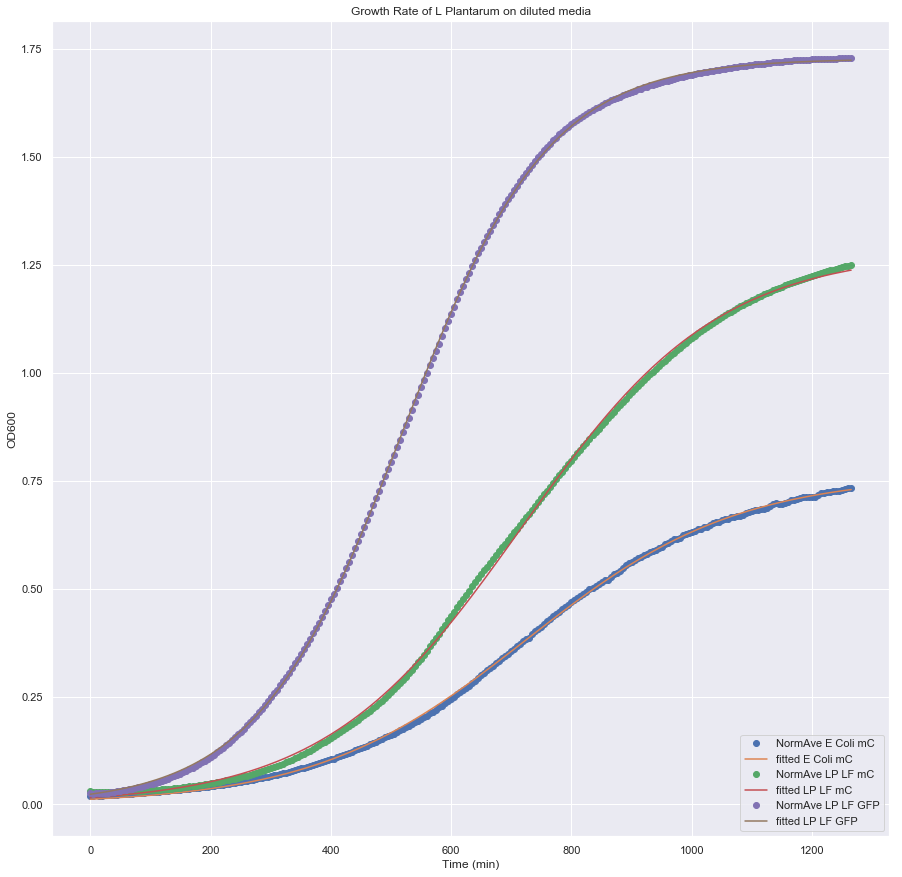 Growth Rate of L Plantarum on diluted media
1.75
1.50
1.25
1.00
0.75
0.50
0.25
0.00
OD600
0
200
400
600
800
1000
1200
Time (min)
NormAve E Coli mC
fitted E Coli mC
NormAve LP LF mC
fitted LP LF mC
NormAve LP LF GFP
fitted LP LF GFP